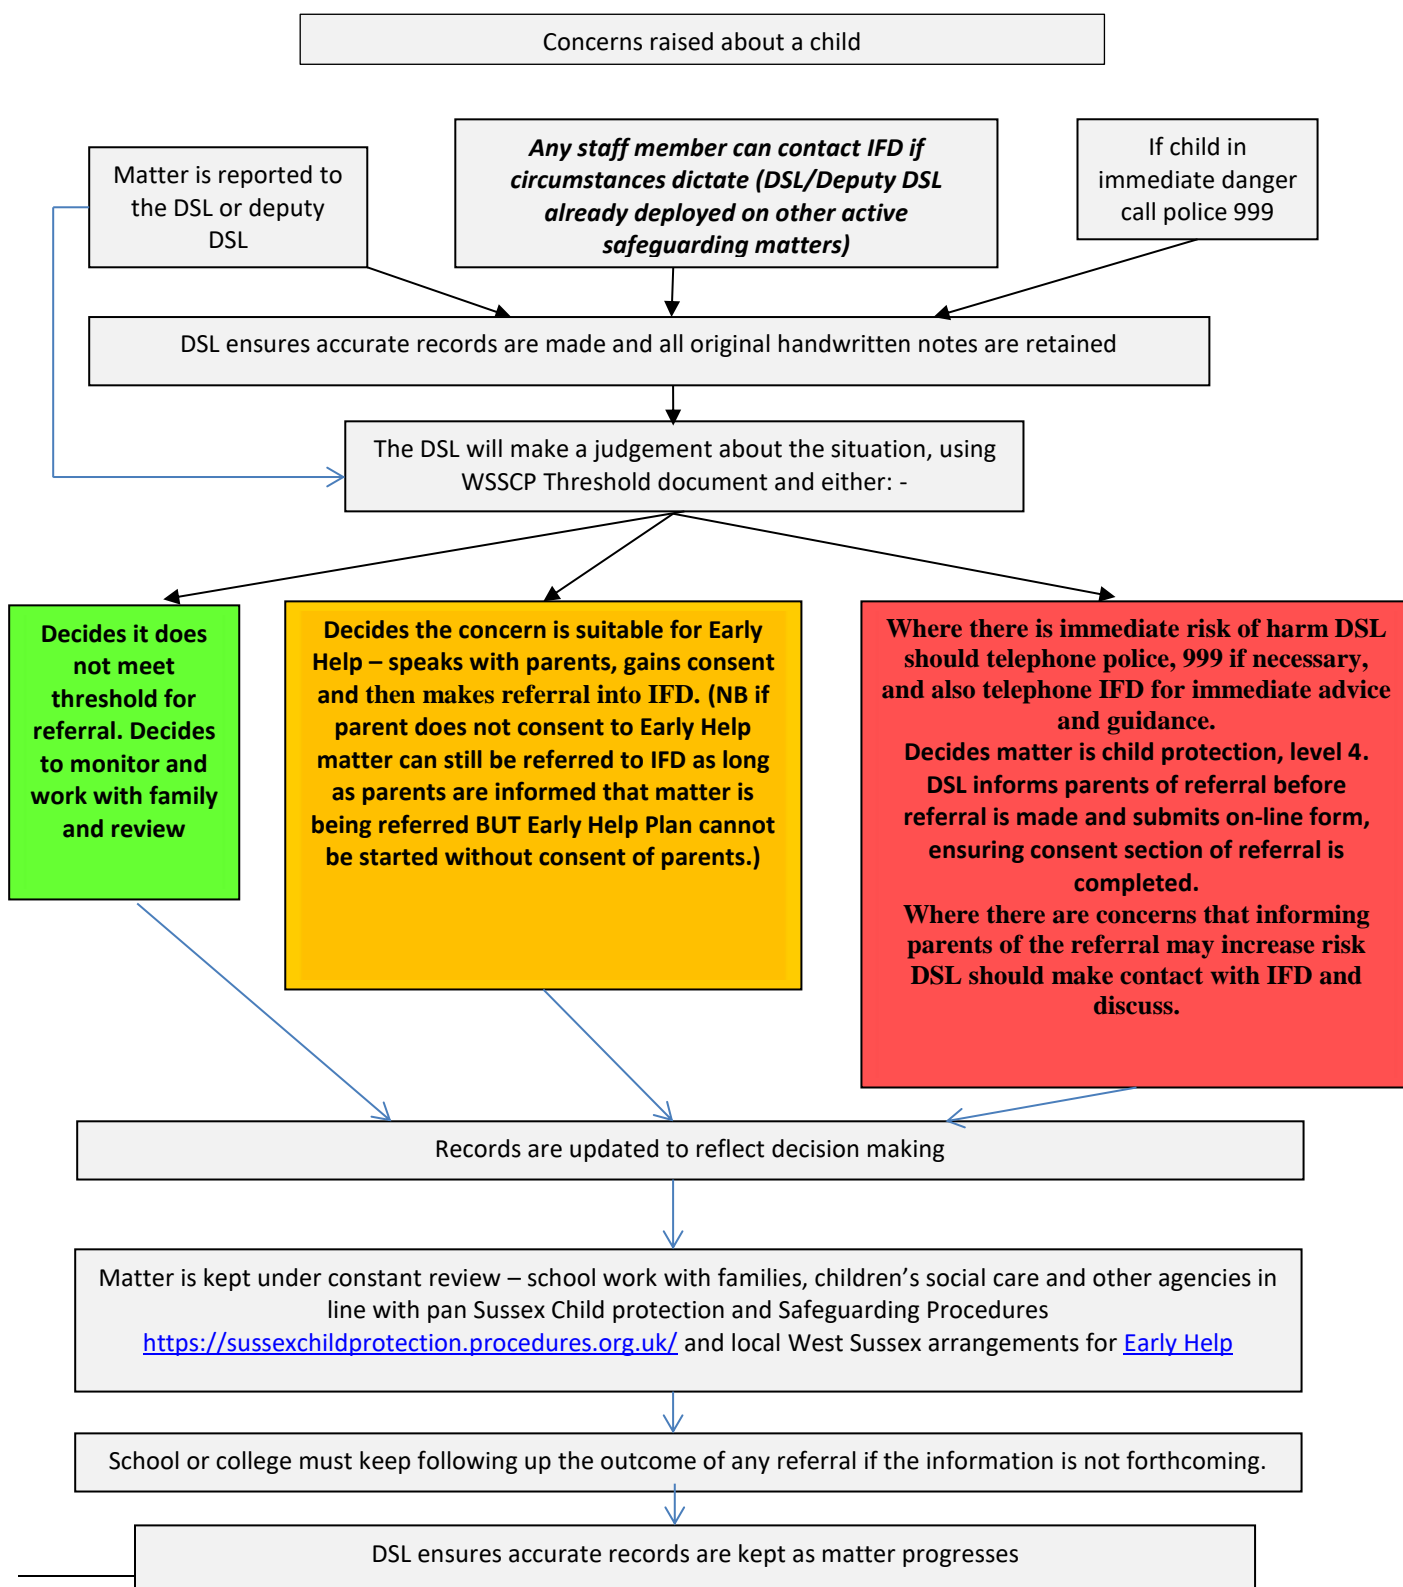 Concerns raised about a child
Matter is reported to
the DSL or deputy
DSL
Any staff member can contact IFD if
circumstances dictate (DSL/Deputy DSL
already deployed on other active
safeguarding matters)
If child in
immediate danger
call police 999
DSL ensures accurate records are made and all original handwritten notes are retained
The DSL will make a judgement about the situation, using
WSSCP Threshold document and either: -
Decides it does
not meet
threshold for
referral. Decides
to monitor and
work with family
and review
Decides the concern is suitable for Early
Help – speaks with parents, gains consent
and then makes referral into IFD. (NB if
parent does not consent to Early Help
matter can still be referred to IFD as long
as parents are informed that matter is
being referred BUT Early Help Plan cannot
be started without consent of parents.)
Where there is immediate risk of harm DSL
should telephone police, 999 if necessary,
and also telephone IFD for immediate advice
and guidance.
Decides matter is child protection, level 4.
DSL informs parents of referral before
referral is made and submits on-line form,
ensuring consent section of referral is
completed.
Where there are concerns that informing
parents of the referral may increase risk
DSL should make contact with IFD and
discuss.
Records are updated to reflect decision making
Matter is kept under constant review – school work with families, children’s social care and other agencies in
line with pan Sussex Child protection and Safeguarding Procedures
https://sussexchildprotection.procedures.org.uk/ and local West Sussex arrangements for Early Help
School or college must keep following up the outcome of any referral if the information is not forthcoming.
DSL ensures accurate records are kept as matter progresses